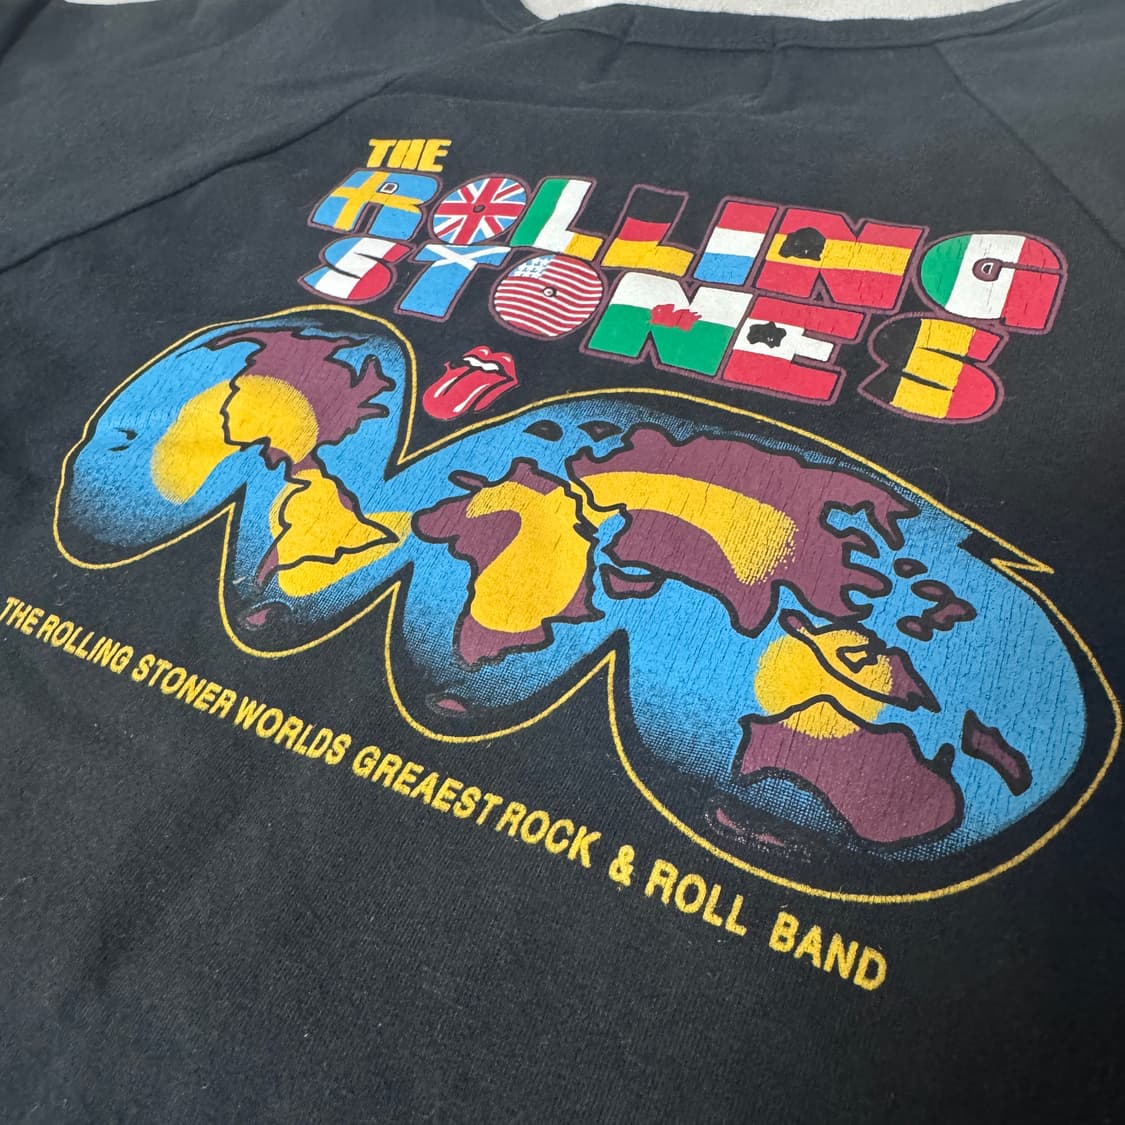 THE
ROLLING
STONES
THE ROLLING STONER WORLDS GREAEST ROCK & ROLL BAND